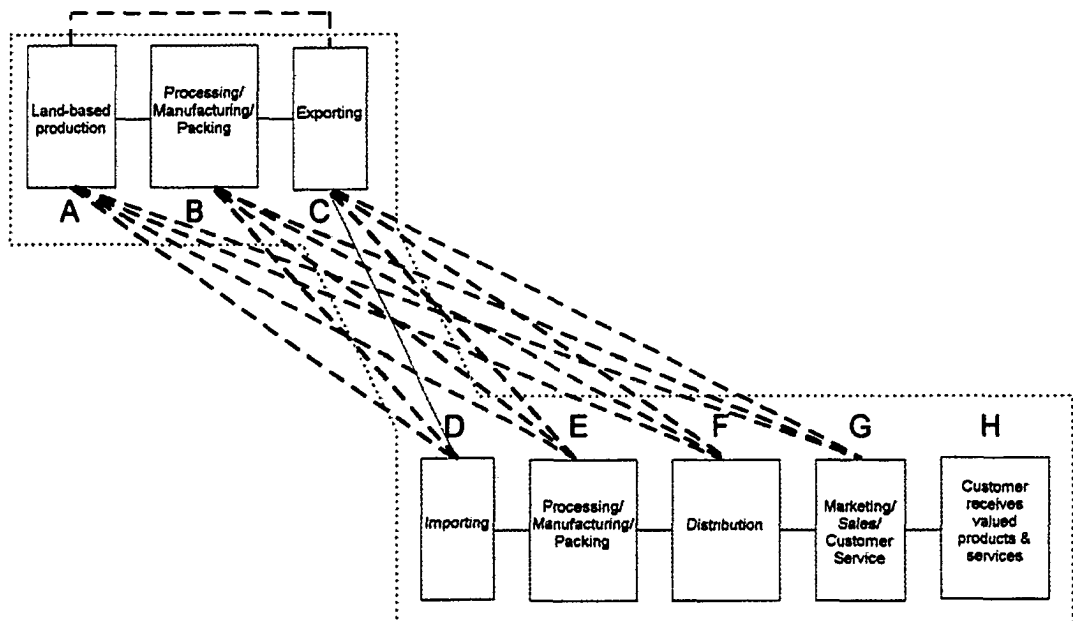 Land-based
production
Processing/
Manufacturing/
Packing
Exporting
A
B
C
D
E
F
G
H
Importing
Processing/
Manufacturing/
Packing
Distribution
Marketing/
Sales/
Customer
Service
Customer
receives
valued
products &
services